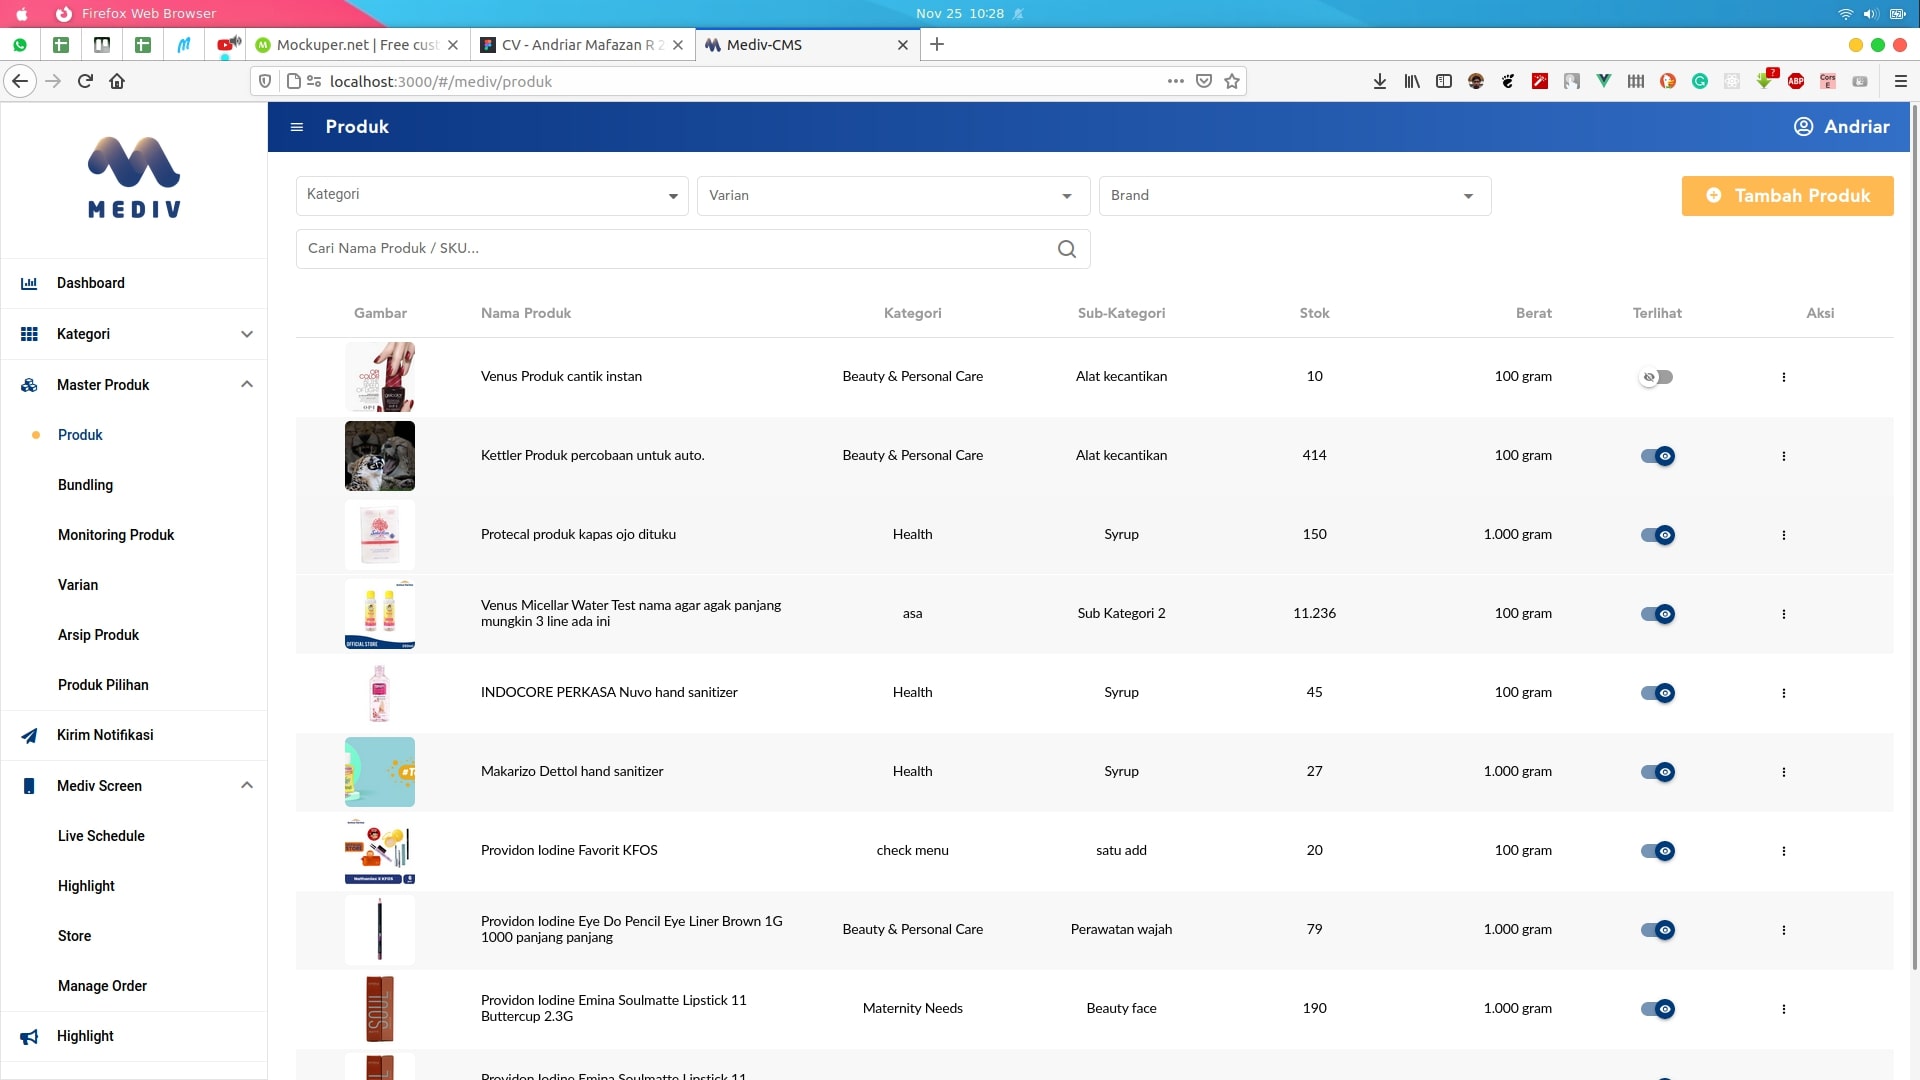 Firefox Web Browser
Nov 25 10:28
Mockuper.net | Free cust
CV - Andriar Mafazan R 2
Mediv-CMS
localhost:3000/#/mediv/produk
MEDIV
Produk
Andriar
Dashboard
Kategori
Master Produk
Produk
Bundling
Monitoring Produk
Varian
Arsip Produk
Produk Pilihan
Kirim Notifikasi
Mediv Screen
Live Schedule
Highlight
Store
Manage Order
Highlight
Kategori
Varian
Brand
Tambah Produk
Cari Nama Produk / SKU...
Gambar Nama Produk Kategori Sub-Kategori Stok Berat Terlihat Aksi
Venus Produk cantik instan Beauty & Personal Care Alat kecantikan 10 100 gram
Kettler Produk percobaan untuk auto. Beauty & Personal Care Alat kecantikan 414 100 gram
Protecal produk kapas ojo dituku Health Syrup 150 1.000 gram
Venus Micellar Water Test nama agar agak panjang
mungkin 3 line ada ini asa Sub Kategori 2 11.236 100 gram
INDOCORE PERKASA Nuvo hand sanitizer Health Syrup 45 100 gram
Makarizo Dettol hand sanitizer Health Syrup 27 1.000 gram
Providon Iodine Favorit KFOS check menu satu add 20 100 gram
Providon Iodine Eye Do Pencil Eye Liner Brown 1G
1000 panjang panjang Beauty & Personal Care Perawatan wajah 79 1.000 gram
Providon Iodine Emina Soulmatte Lipstick 11
Buttercup 2.3G Maternity Needs Beauty face 190 1.000 gram
Providon Iodine Emina Soulmatte Lipstick 11